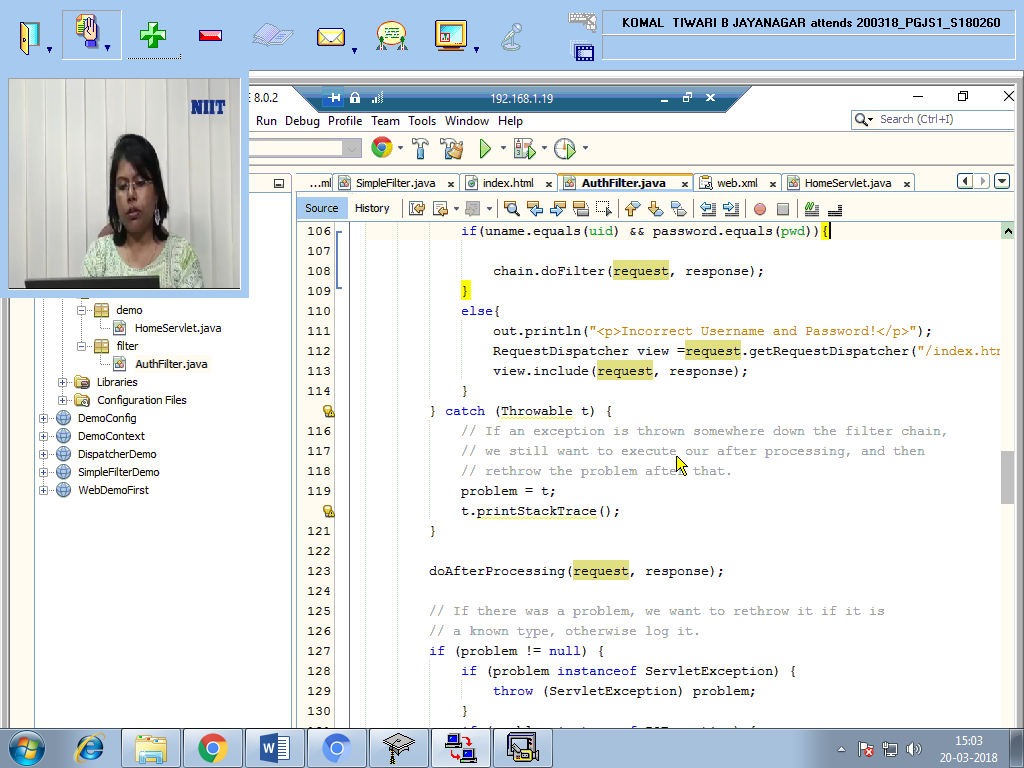 KOMAL TIWARI B JAYANAGAR attends 200318_PGJS1_S180260
NIIT
8.0.2
192.168.1.19
Run Debug Profile Team Tools Window Help
Search (Ctrl+I)
...ml SimpleFilter.java index.html AuthFilter.java web.xml HomeServlet.java
Source History
demo
HomeServlet.java
filter
AuthFilter.java
Libraries
Configuration Files
DemoConfig
DemoContext
DispatcherDemo
SimpleFilterDemo
WebDemoFirst
106 if(uname.equals(uid) && password.equals(pwd)){
107
108 chain.doFilter(request, response);
109 }
110 else{
111 out.println("<p>Incorrect Username and Password!</p>");
112 RequestDispatcher view =request.getRequestDispatcher("/index.htm
113 view.include(request, response);
114 }
} catch (Throwable t) {
116 // If an exception is thrown somewhere down the filter chain,
117 // we still want to execute our after processing, and then
118 // rethrow the problem after that.
119 problem = t;
t.printStackTrace();
121 }
122
123 doAfterProcessing(request, response);
124
125 // If there was a problem, we want to rethrow it if it is
126 // a known type, otherwise log it.
127 if (problem != null) {
128 if (problem instanceof ServletException) {
129 throw (ServletException) problem;
130 }
15:03
20-03-2018